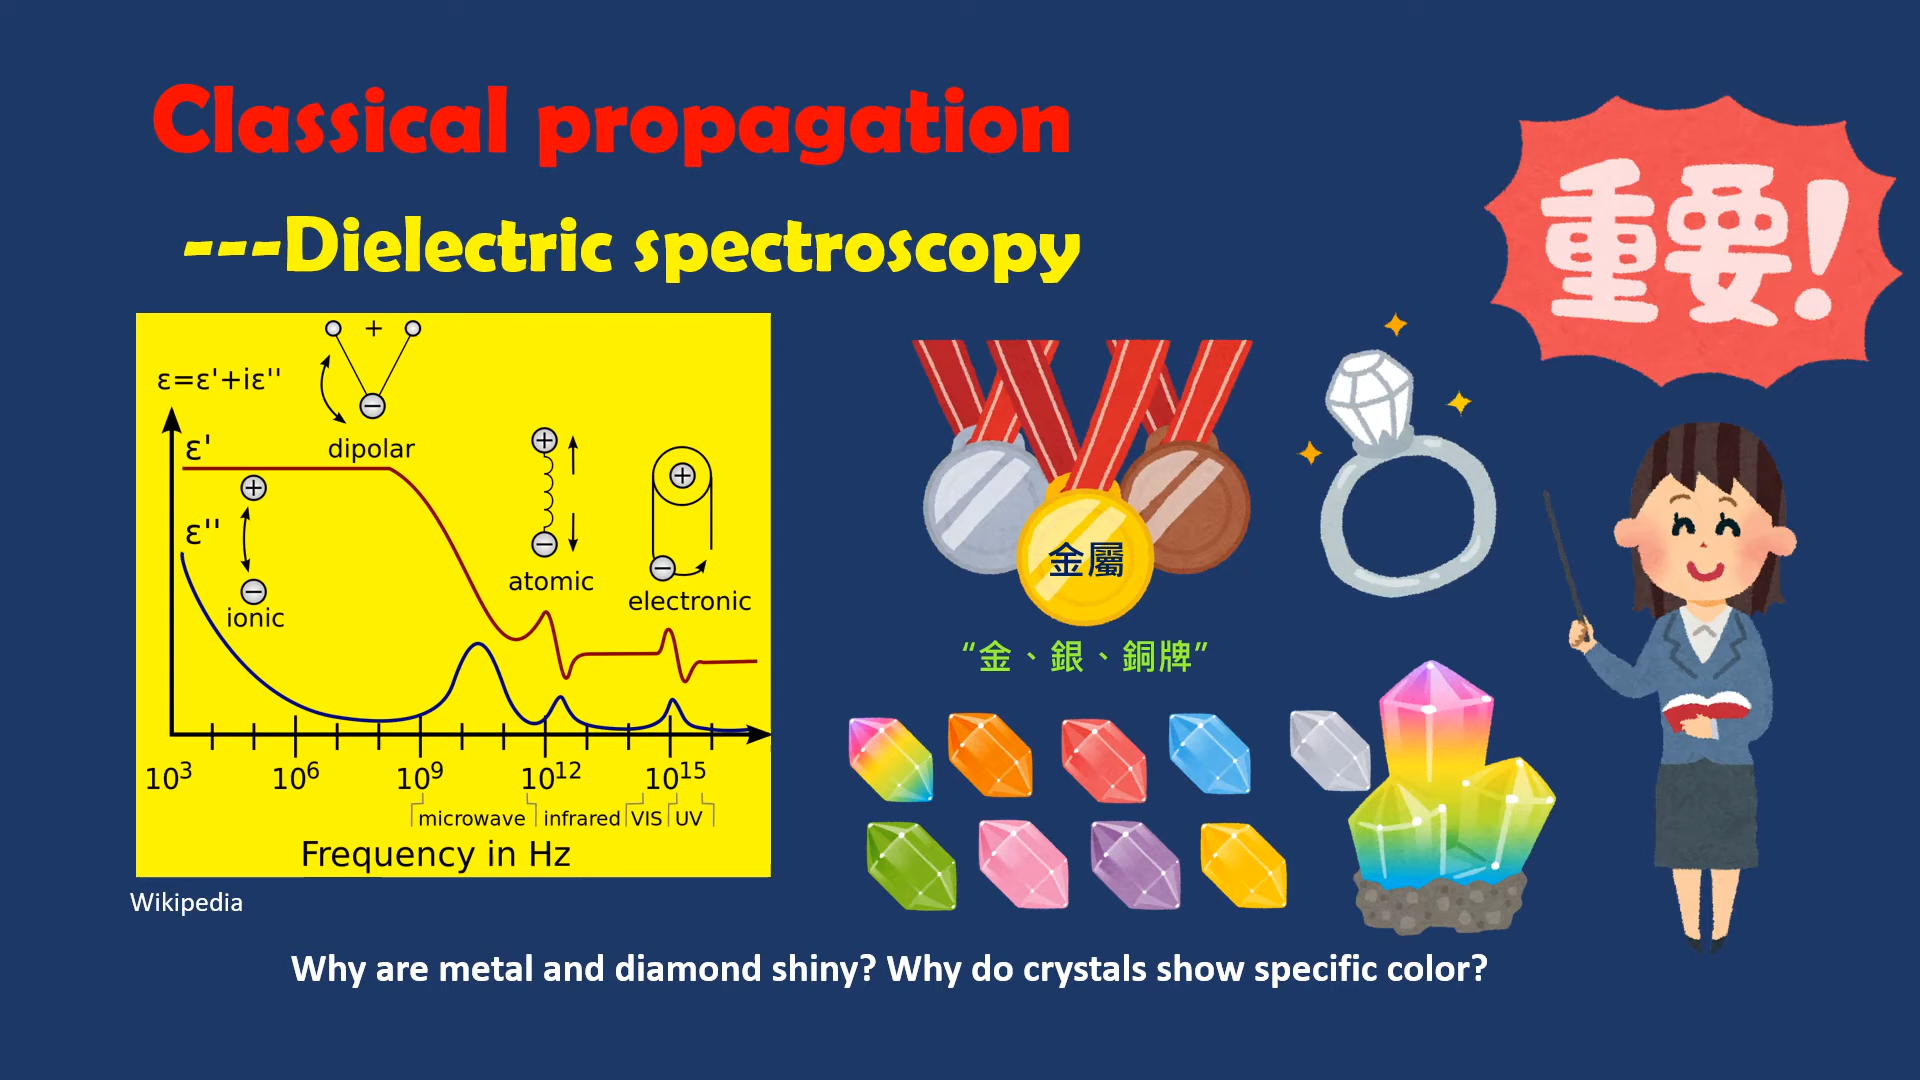 Classical propagation
---Dielectric spectroscopy
重要!
+
ε=ε'+iε''
−
dipolar
ε'
+
+
+
ε''
−
−
−
ionic
atomic
electronic
10³ 10⁶ 10⁹ 10¹² 10¹⁵
microwave infrared VIS UV
Frequency in Hz
Wikipedia
金屬
“金、銀、銅牌”
Why are metal and diamond shiny? Why do crystals show specific color?